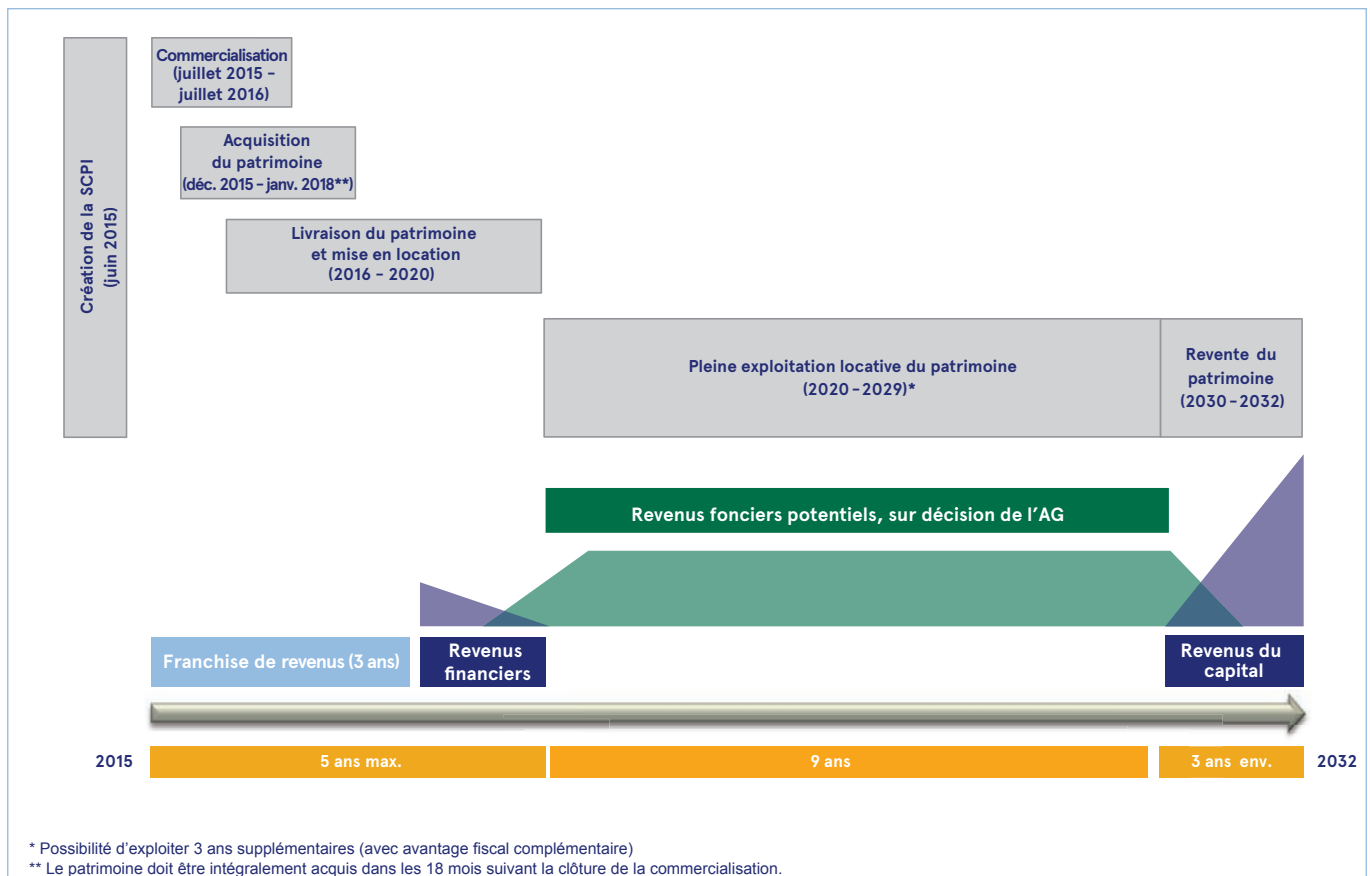 Création de la SCPI
(juin 2015)
Commercialisation
(juillet 2015 -
juillet 2016)
Acquisition
du patrimoine
(déc. 2015 - janv. 2018**)
Livraison du patrimoine
et mise en location
(2016 - 2020)
Pleine exploitation locative du patrimoine
(2020 - 2029)*
Revente du
patrimoine
(2030 - 2032)
Revenus fonciers potentiels, sur décision de l'AG
Franchise de revenus (3 ans)
Revenus
financiers
Revenus du
capital
2015
5 ans max.
9 ans
3 ans env.
2032
* Possibilité d'exploiter 3 ans supplémentaires (avec avantage fiscal complémentaire)
** Le patrimoine doit être intégralement acquis dans les 18 mois suivant la clôture de la commercialisation.